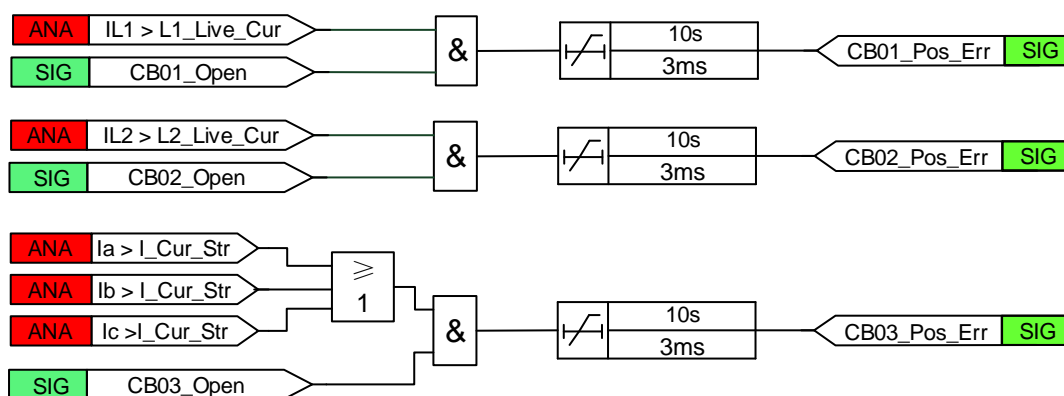 ANA IL1 > L1_Live_Cur
SIG CB01_Open
&
10s
3ms
CB01_Pos_Err SIG
ANA IL2 > L2_Live_Cur
SIG CB02_Open
&
10s
3ms
CB02_Pos_Err SIG
ANA Ia > I_Cur_Str
ANA Ib > I_Cur_Str
ANA Ic >I_Cur_Str
⩾
1
SIG CB03_Open
&
10s
3ms
CB03_Pos_Err SIG